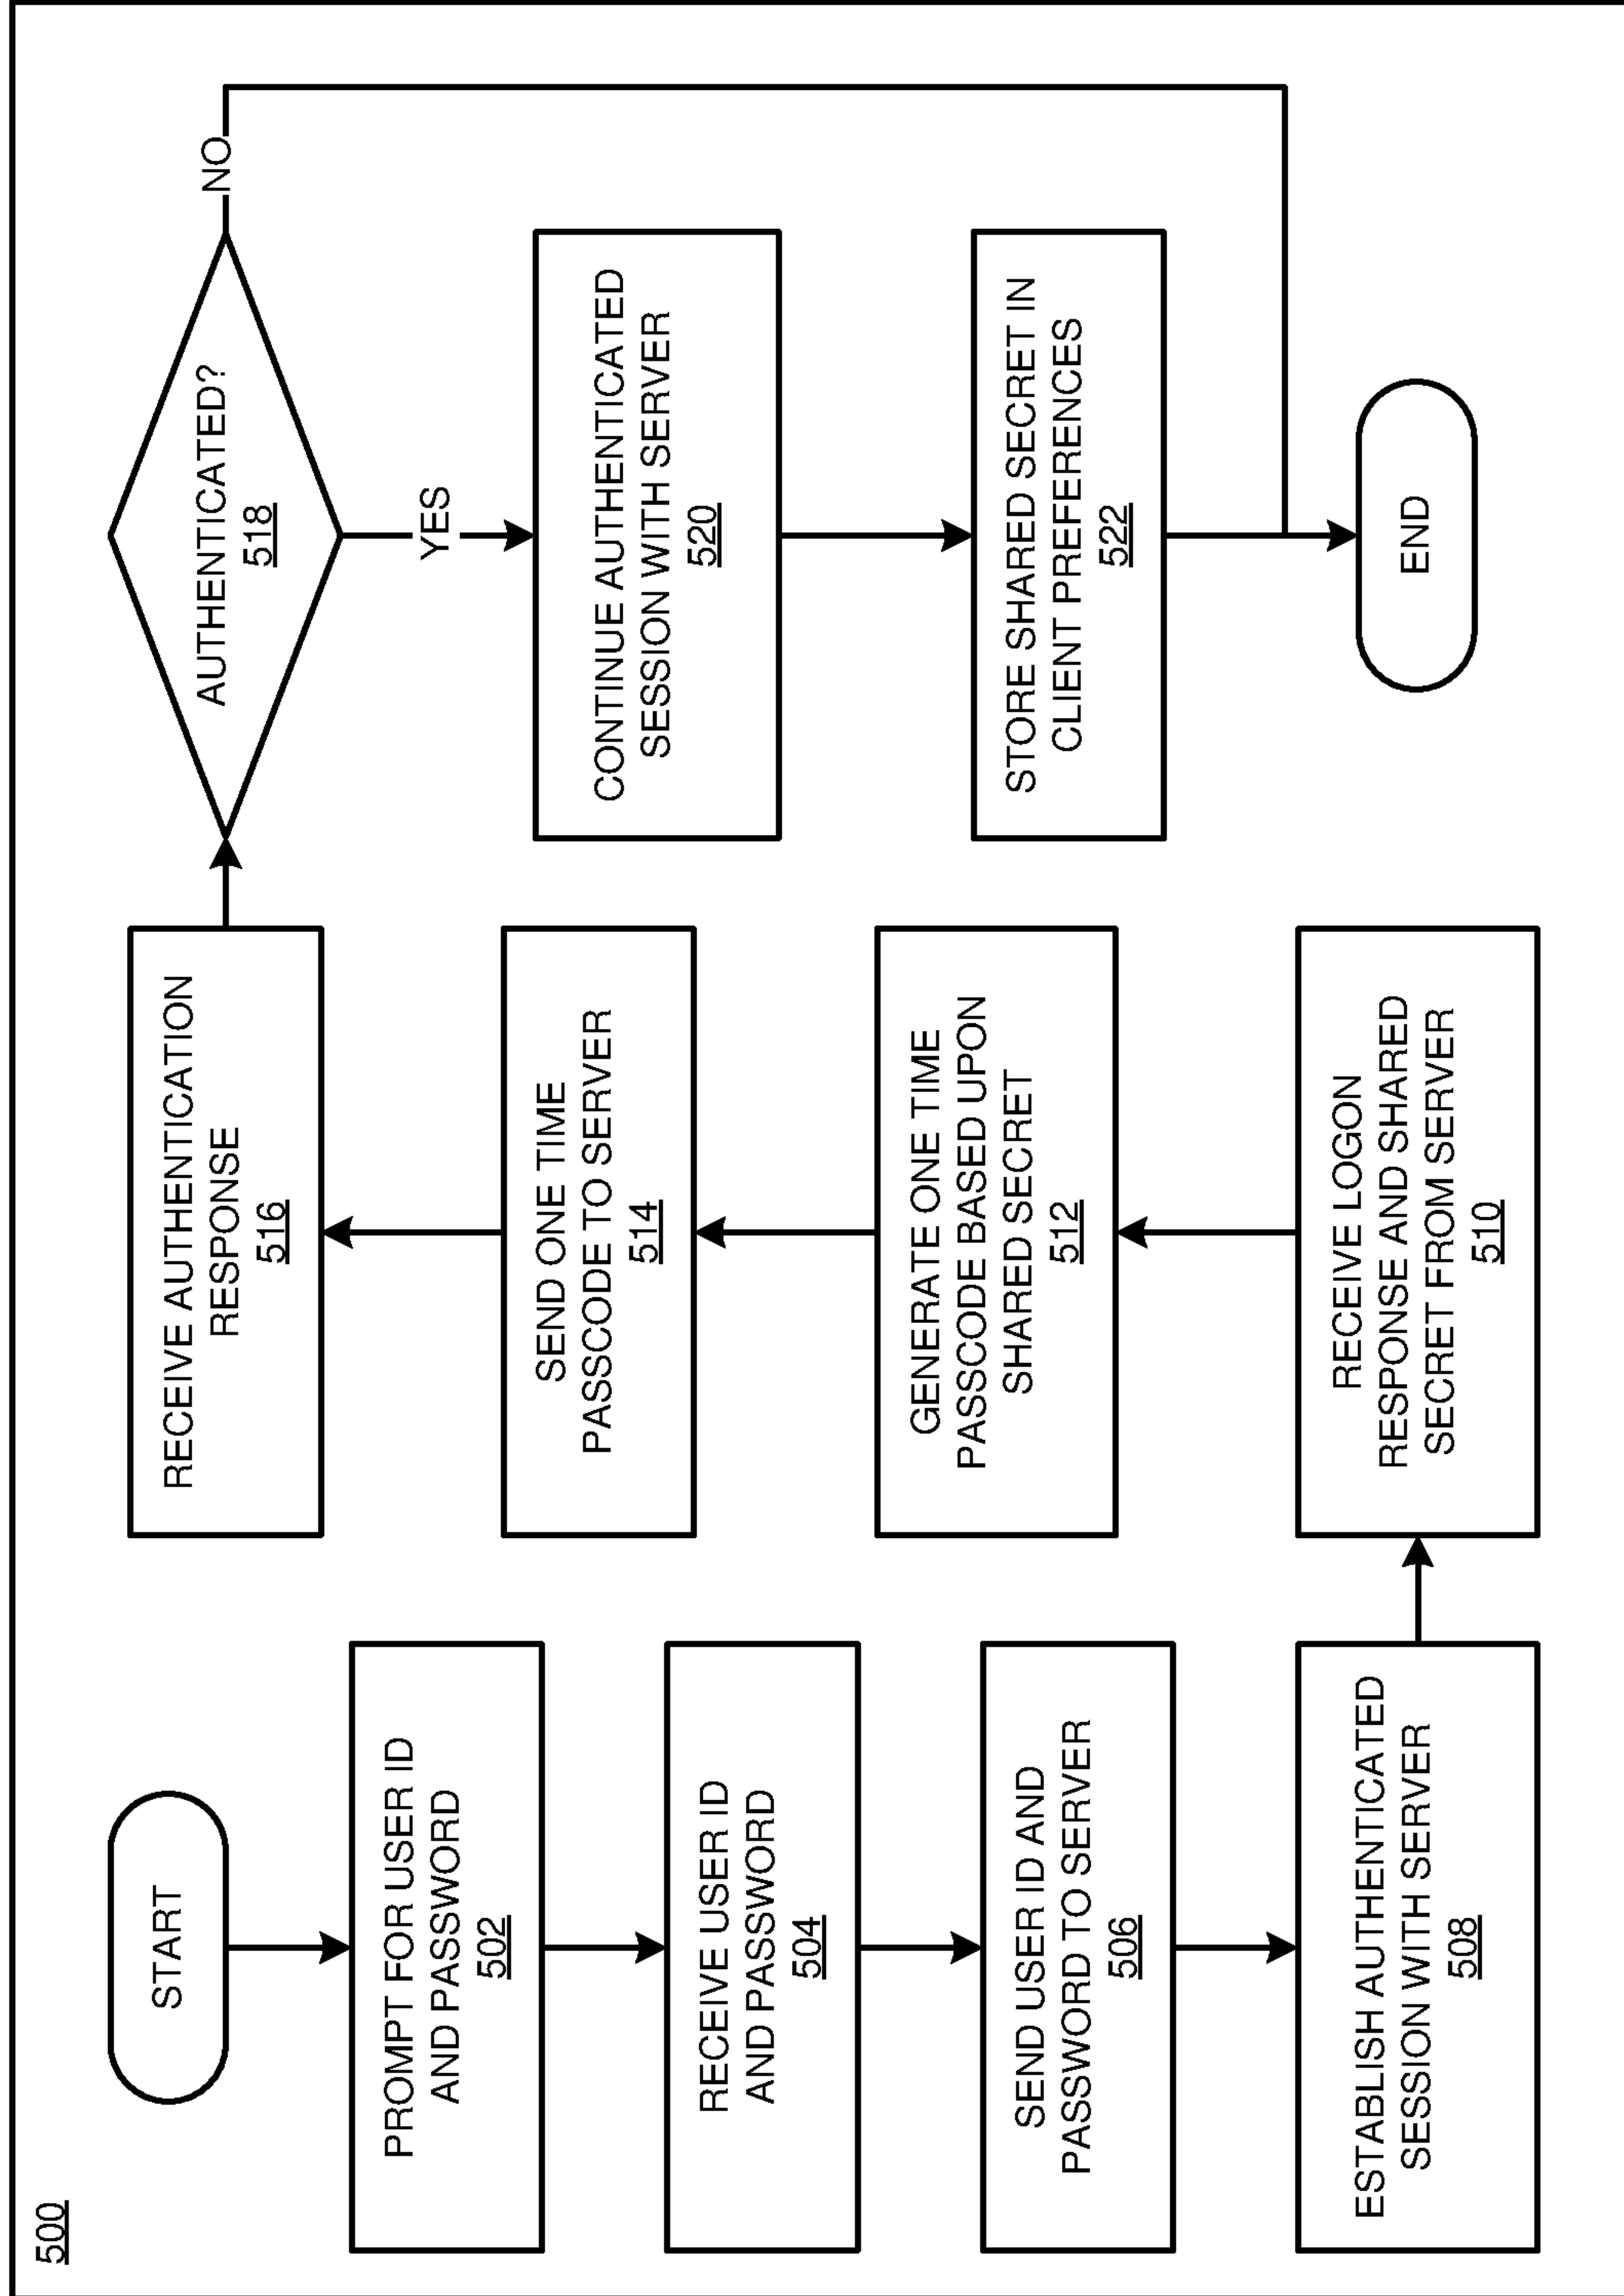 500
START
PROMPT FOR USER ID
AND PASSWORD
502
RECEIVE USER ID
AND PASSWORD
504
SEND USER ID AND
PASSWORD TO SERVER
506
ESTABLISH AUTHENTICATED
SESSION WITH SERVER
508
RECEIVE LOGON
RESPONSE AND SHARED
SECRET FROM SERVER
510
GENERATE ONE TIME
PASSCODE BASED UPON
SHARED SECRET
512
SEND ONE TIME
PASSCODE TO SERVER
514
RECEIVE AUTHENTICATION
RESPONSE
516
AUTHENTICATED?
518
NO
YES
CONTINUE AUTHENTICATED
SESSION WITH SERVER
520
STORE SHARED SECRET IN
CLIENT PREFERENCES
522
END